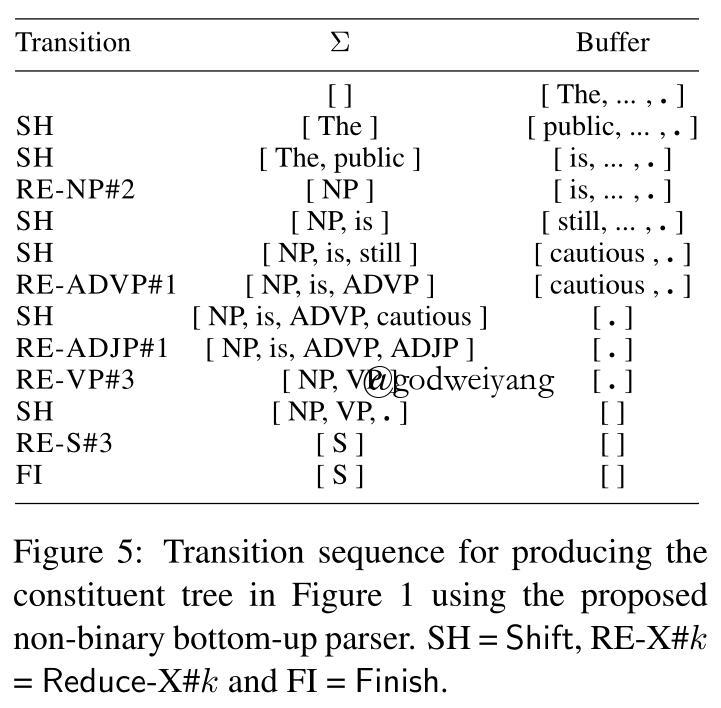 Transition Σ Buffer
[ ] [ The, ... , . ]
SH [ The ] [ public, ... , . ]
SH [ The, public ] [ is, ... , . ]
RE-NP#2 [ NP ] [ is, ... , . ]
SH [ NP, is ] [ still, ... , . ]
SH [ NP, is, still ] [ cautious , . ]
RE-ADVP#1 [ NP, is, ADVP ] [ cautious , . ]
SH [ NP, is, ADVP, cautious ] [ . ]
RE-ADJP#1 [ NP, is, ADVP, ADJP ] [ . ]
RE-VP#3 [ NP, VP ] @godweiyang [ . ]
SH [ NP, VP, . ] [ ]
RE-S#3 [ S ] [ ]
FI [ S ] [ ]
Figure 5: Transition sequence for producing the
constituent tree in Figure 1 using the proposed
non-binary bottom-up parser. SH = Shift, RE-X#k
= Reduce-X#k and FI = Finish.